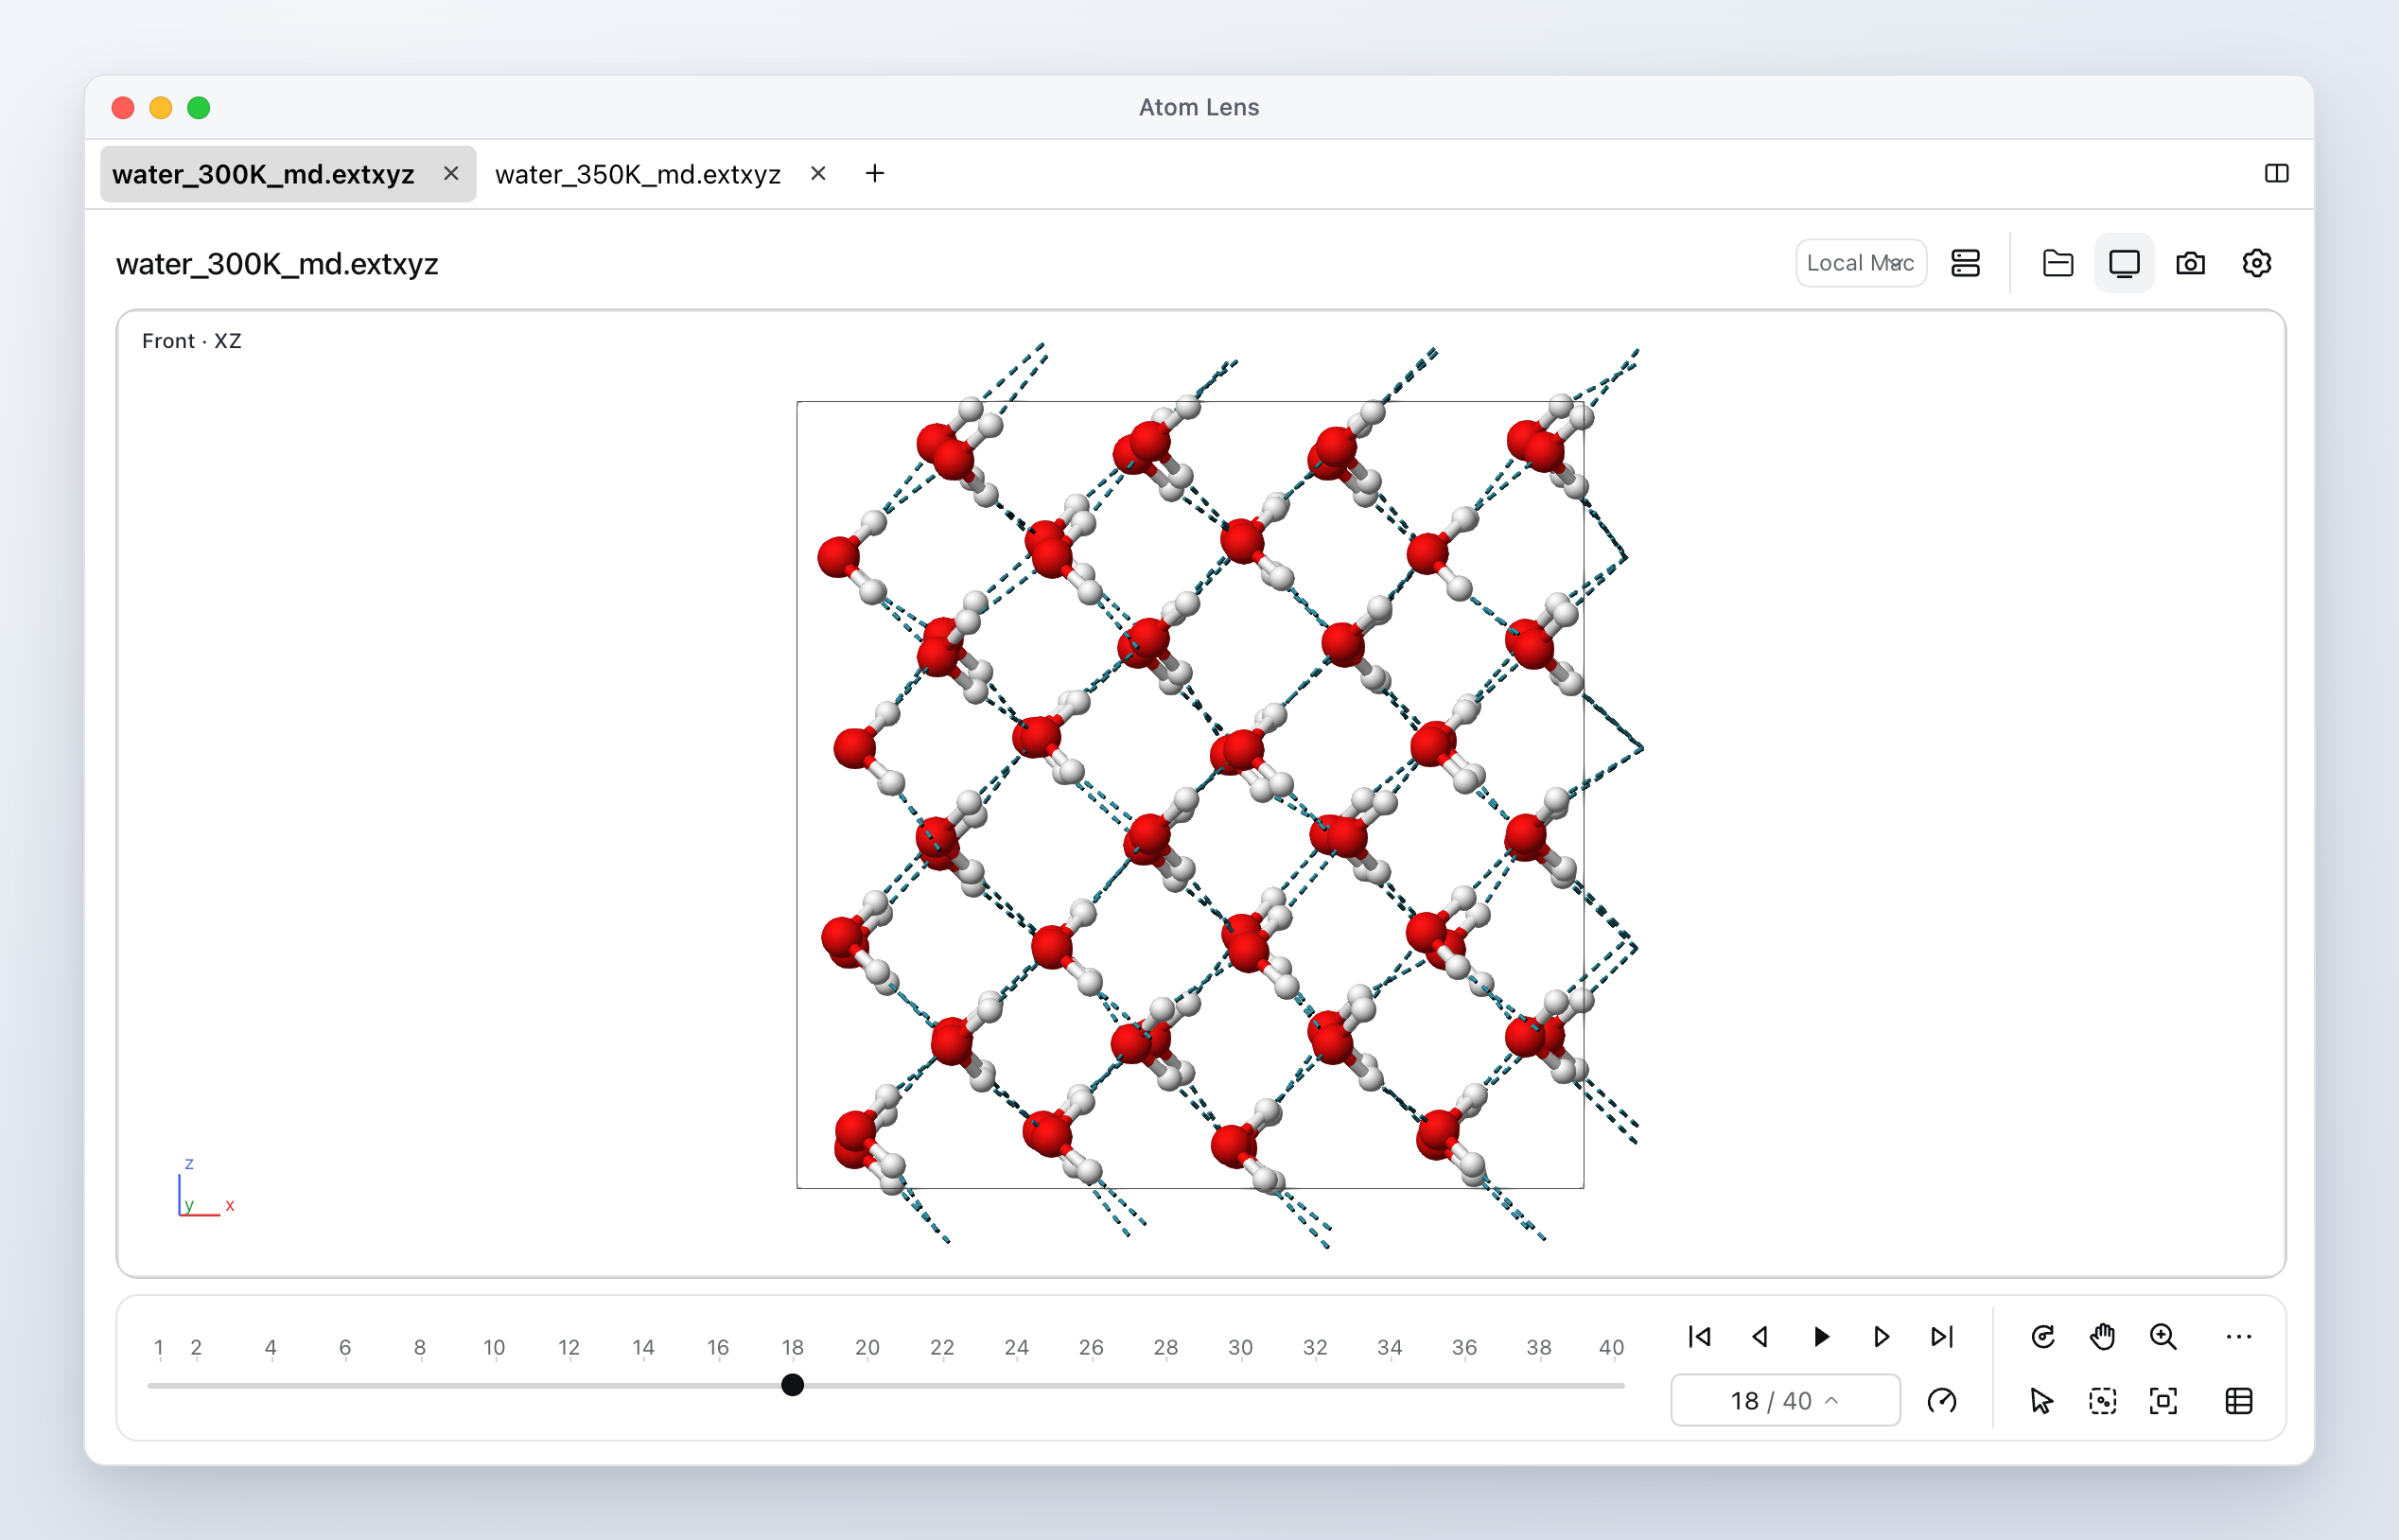 Atom Lens
water_300K_md.extxyz
water_350K_md.extxyz
water_300K_md.extxyz
Local Mac
Front · XZ
z
y x
1 2 4 6 8 10 12 14 16 18 20 22 24 26 28 30 32 34 36 38 40
18 / 40